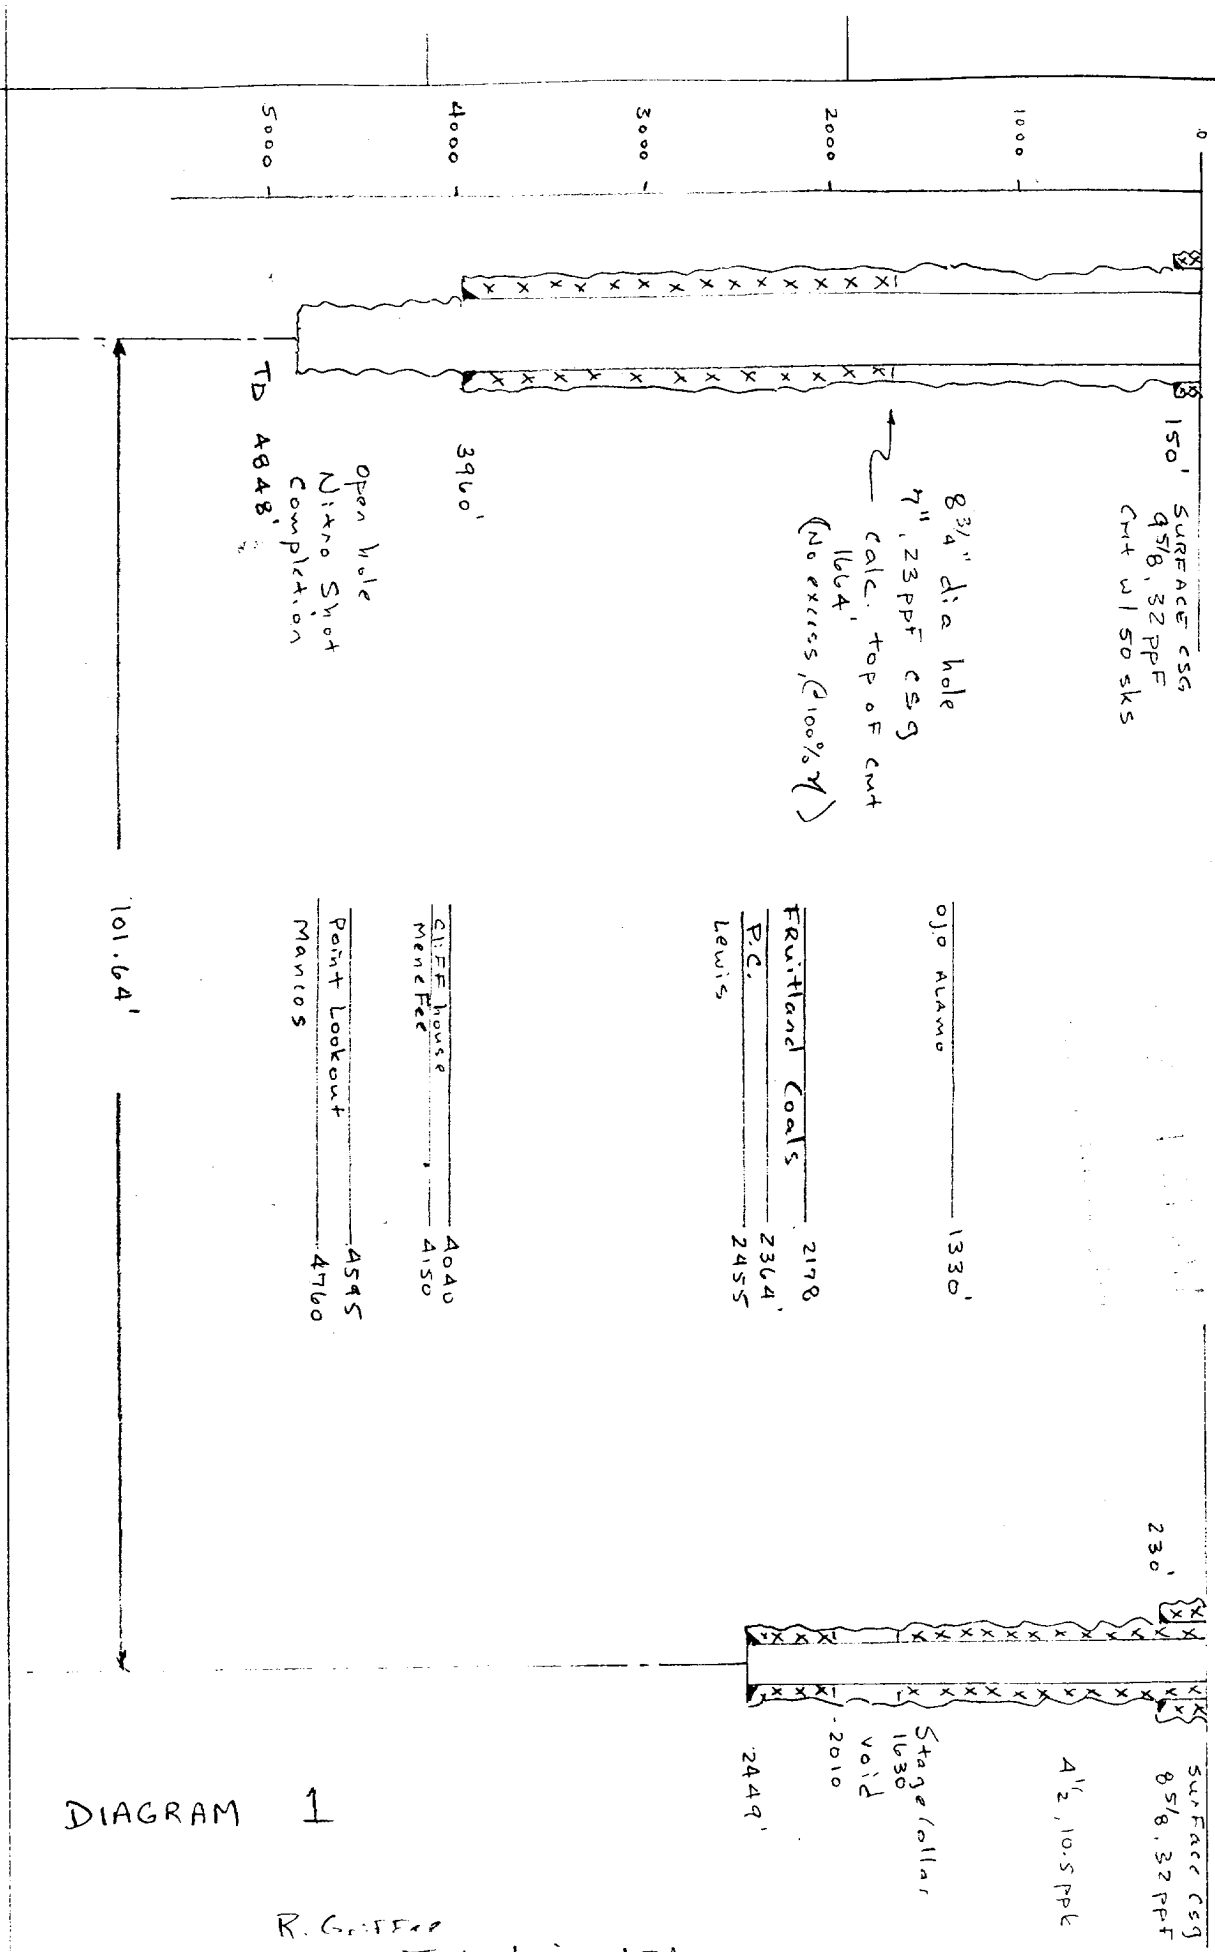 0
1000
2000
3000
4000
5000
150'
SURFACE CSG
9 5/8, 32 ppF
Cmt w/ 50 sks
8 3/4" dia hole
7", 23 ppF csg
calc. top oF cmt
1664'
(No excess, @100% η)
3960'
open hole
Nitro Shot
Completion
TD 4848'
OJO ALAMO 1330'
Fruitland Coals 2178
P.C. 2364'
Lewis 2455
Cliff house 4040
Menefee 4150
Point Lookout 4595
Mancos 4760
101.64'
230'
Surface Csg
8 5/8, 32 ppF
4 1/2, 10.5 ppf
Stage Collar
1630
void
2010
2449'
DIAGRAM 1
R. Griffee